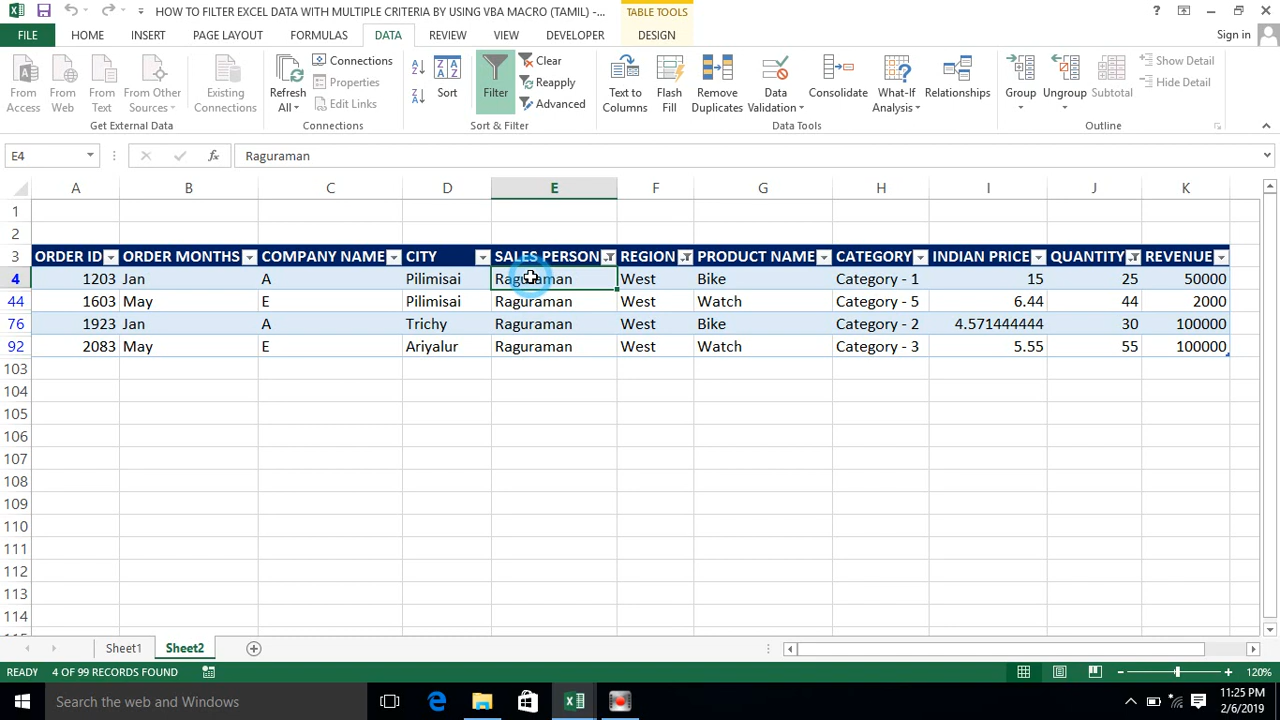 HOW TO FILTER EXCEL DATA WITH MULTIPLE CRITERIA BY USING VBA MACRO (TAMIL) -...
TABLE TOOLS
FILE HOME INSERT PAGE LAYOUT FORMULAS DATA REVIEW VIEW DEVELOPER DESIGN Sign in
From Access
From Web
From Text
From Other Sources
Existing Connections
Get External Data
Refresh All
Connections
Properties
Edit Links
Connections
Sort
Filter
Clear
Reapply
Advanced
Sort & Filter
Text to Columns
Flash Fill
Remove Duplicates
Data Validation
Consolidate
What-If Analysis
Relationships
Data Tools
Group
Ungroup
Subtotal
Show Detail
Hide Detail
Outline
E4 fx Raguraman
A B C D E F G H I J K
1
2
3 ORDER ID ORDER MONTHS COMPANY NAME CITY SALES PERSON REGION PRODUCT NAME CATEGORY INDIAN PRICE QUANTITY REVENUE
4 1203 Jan A Pilimisai Raguraman West Bike Category - 1 15 25 50000
44 1603 May E Pilimisai Raguraman West Watch Category - 5 6.44 44 2000
76 1923 Jan A Trichy Raguraman West Bike Category - 2 4.571444444 30 100000
92 2083 May E Ariyalur Raguraman West Watch Category - 3 5.55 55 100000
103
104
105
106
107
108
109
110
111
112
113
114
Sheet1 Sheet2
READY 4 OF 99 RECORDS FOUND 120%
Search the web and Windows
11:25 PM
2/6/2019